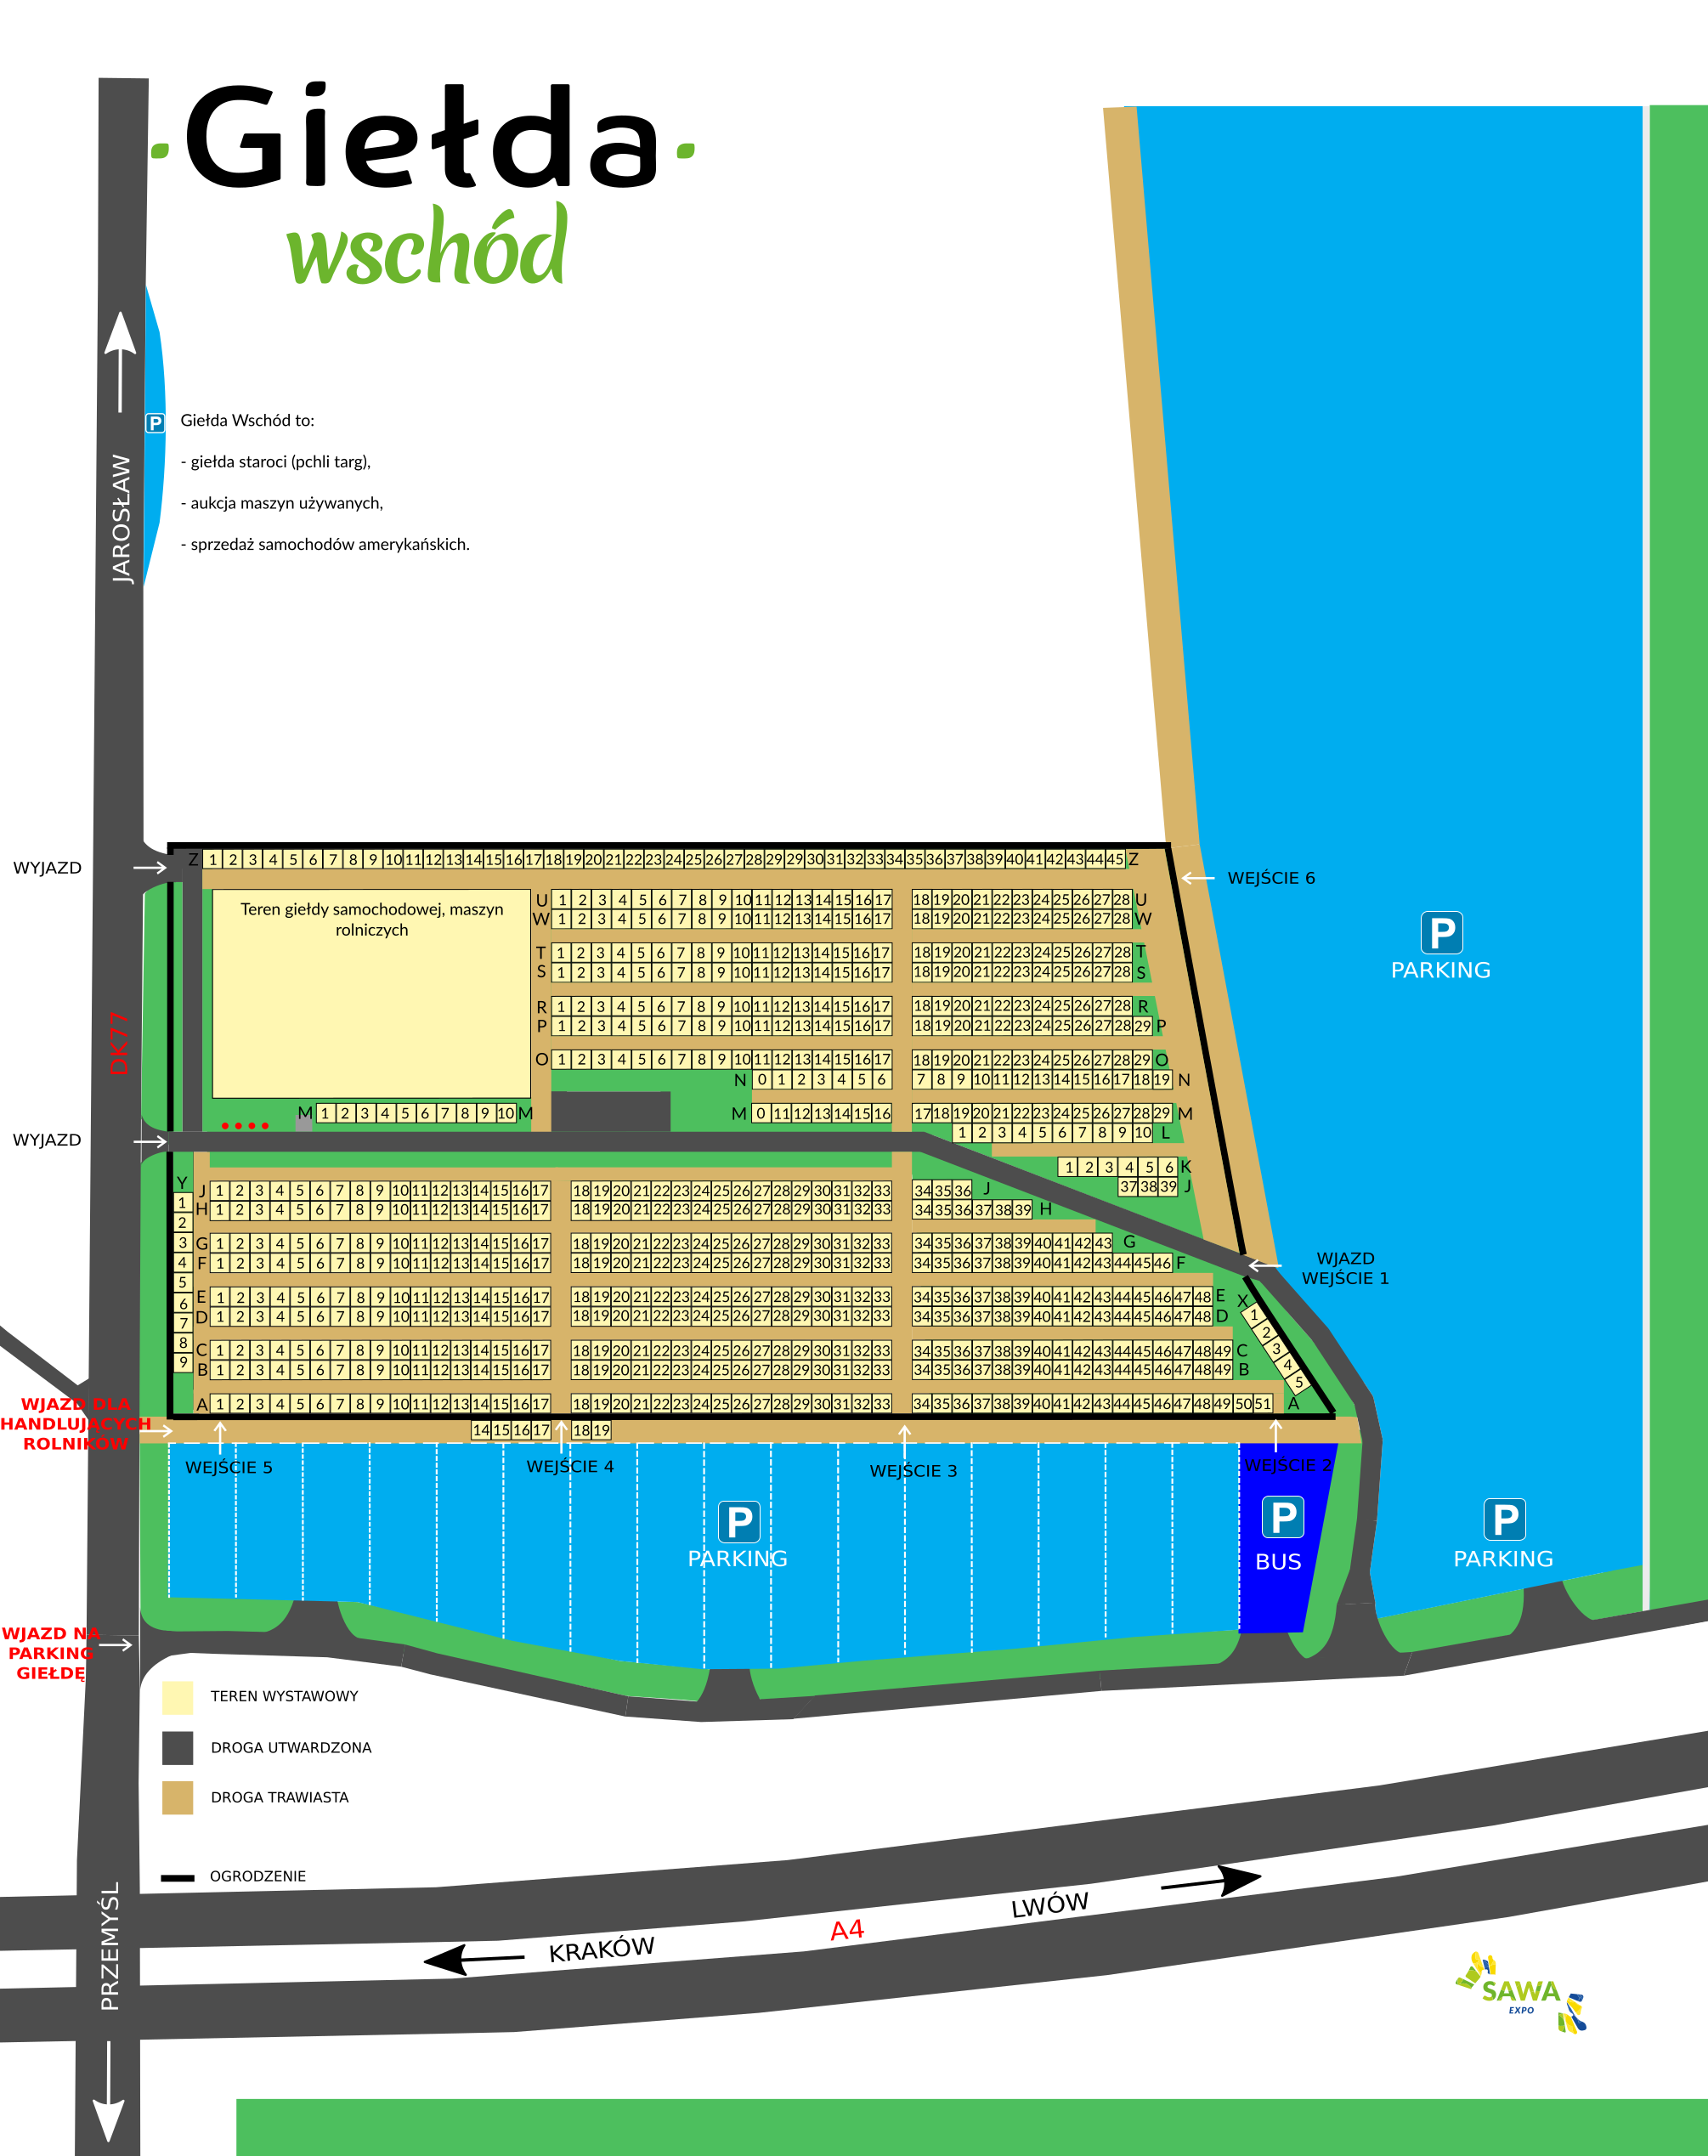 Giełda
wschód
JAROSŁAW
P
Giełda Wschód to:
- giełda staroci (pchli targ),
- aukcja maszyn używanych,
- sprzedaż samochodów amerykańskich.
WYJAZD
Z 1 2 3 4 5 6 7 8 9 10 11 12 13 14 15 16 17 18 19 20 21 22 23 24 25 26 27 28 29 29 30 31 32 33 34 35 36 37 38 39 40 41 42 43 44 45 Z
WEJŚCIE 6
Teren giełdy samochodowej, maszyn
rolniczych
U 1 2 3 4 5 6 7 8 9 10 11 12 13 14 15 16 17 18 19 20 21 22 23 24 25 26 27 28 U
W 1 2 3 4 5 6 7 8 9 10 11 12 13 14 15 16 17 18 19 20 21 22 23 24 25 26 27 28 W
P
PARKING
T 1 2 3 4 5 6 7 8 9 10 11 12 13 14 15 16 17 18 19 20 21 22 23 24 25 26 27 28 T
S 1 2 3 4 5 6 7 8 9 10 11 12 13 14 15 16 17 18 19 20 21 22 23 24 25 26 27 28 S
R 1 2 3 4 5 6 7 8 9 10 11 12 13 14 15 16 17 18 19 20 21 22 23 24 25 26 27 28 R
P 1 2 3 4 5 6 7 8 9 10 11 12 13 14 15 16 17 18 19 20 21 22 23 24 25 26 27 28 29 P
DK77
O 1 2 3 4 5 6 7 8 9 10 11 12 13 14 15 16 17 18 19 20 21 22 23 24 25 26 27 28 29 O
N 0 1 2 3 4 5 6 7 8 9 10 11 12 13 14 15 16 17 18 19 N
M 1 2 3 4 5 6 7 8 9 10 M M 0 11 12 13 14 15 16 17 18 19 20 21 22 23 24 25 26 27 28 29 M
1 2 3 4 5 6 7 8 9 10 L
WYJAZD
1 2 3 4 5 6 K
37 38 39 J
Y
1
2
3
4
5
6
7
8
9
J 1 2 3 4 5 6 7 8 9 10 11 12 13 14 15 16 17 18 19 20 21 22 23 24 25 26 27 28 29 30 31 32 33 34 35 36 J
H 1 2 3 4 5 6 7 8 9 10 11 12 13 14 15 16 17 18 19 20 21 22 23 24 25 26 27 28 29 30 31 32 33 34 35 36 37 38 39 H
G 1 2 3 4 5 6 7 8 9 10 11 12 13 14 15 16 17 18 19 20 21 22 23 24 25 26 27 28 29 30 31 32 33 34 35 36 37 38 39 40 41 42 43 G
F 1 2 3 4 5 6 7 8 9 10 11 12 13 14 15 16 17 18 19 20 21 22 23 24 25 26 27 28 29 30 31 32 33 34 35 36 37 38 39 40 41 42 43 44 45 46 F
WJAZD
WEJŚCIE 1
E 1 2 3 4 5 6 7 8 9 10 11 12 13 14 15 16 17 18 19 20 21 22 23 24 25 26 27 28 29 30 31 32 33 34 35 36 37 38 39 40 41 42 43 44 45 46 47 48 E
D 1 2 3 4 5 6 7 8 9 10 11 12 13 14 15 16 17 18 19 20 21 22 23 24 25 26 27 28 29 30 31 32 33 34 35 36 37 38 39 40 41 42 43 44 45 46 47 48 D
X
1
2
3
4
5
C 1 2 3 4 5 6 7 8 9 10 11 12 13 14 15 16 17 18 19 20 21 22 23 24 25 26 27 28 29 30 31 32 33 34 35 36 37 38 39 40 41 42 43 44 45 46 47 48 49 C
B 1 2 3 4 5 6 7 8 9 10 11 12 13 14 15 16 17 18 19 20 21 22 23 24 25 26 27 28 29 30 31 32 33 34 35 36 37 38 39 40 41 42 43 44 45 46 47 48 49 B
A 1 2 3 4 5 6 7 8 9 10 11 12 13 14 15 16 17 18 19 20 21 22 23 24 25 26 27 28 29 30 31 32 33 34 35 36 37 38 39 40 41 42 43 44 45 46 47 48 49 50 51 A
WJAZD DLA
HANDLUJĄCYCH
ROLNIKÓW
14 15 16 17 18 19
WEJŚCIE 5
WEJŚCIE 4
WEJŚCIE 3
WEJŚCIE 2
P
PARKING
P
BUS
P
PARKING
WJAZD NA
PARKING
GIEŁDĘ
TEREN WYSTAWOWY
DROGA UTWARDZONA
DROGA TRAWIASTA
OGRODZENIE
PRZEMYŚL
LWÓW
A4
KRAKÓW
SAWA
EXPO